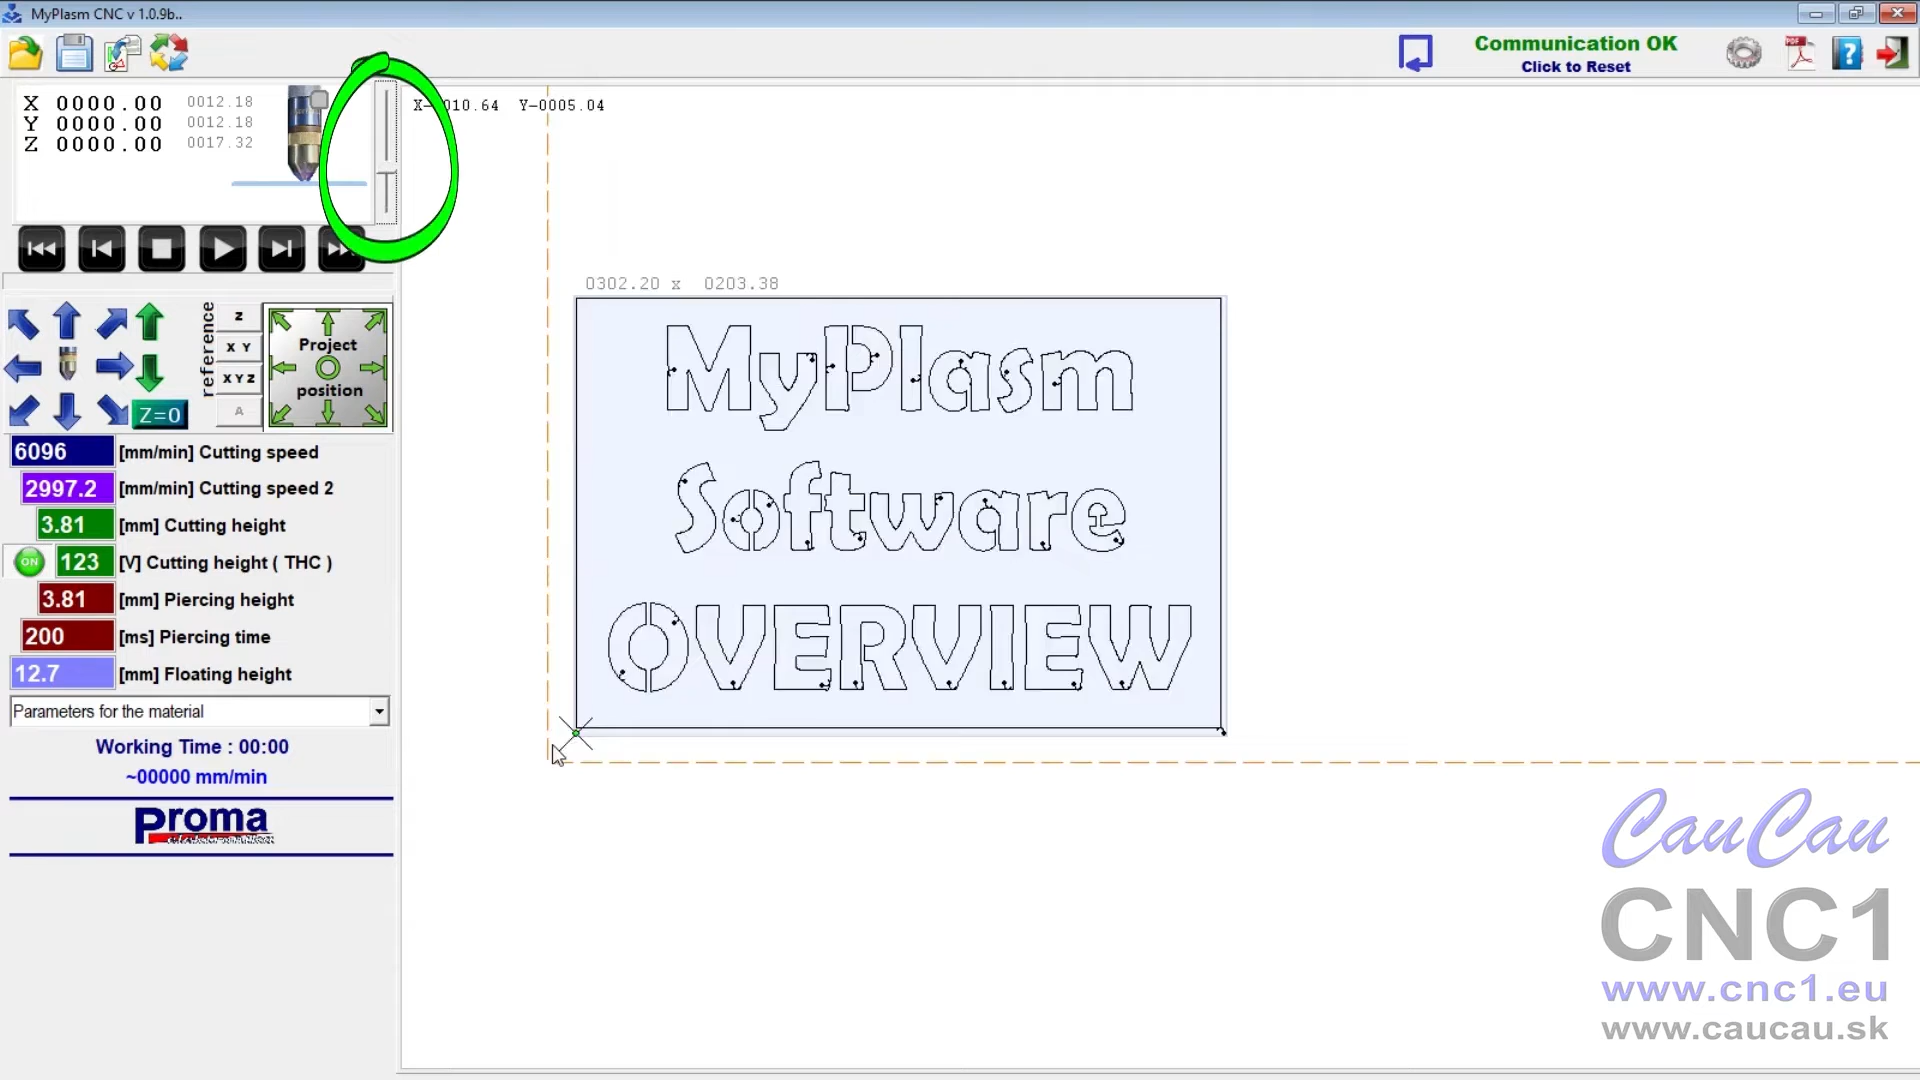 MyPlasm CNC v 1.0.9b..
Communication OK
Click to Reset
X 0000.00 0012.18
Y 0000.00 0012.18
Z 0000.00 0017.32
Y-0005.04
0302.20 x 0203.38
MyPlasm
Software
OVERVIEW
reference
Z
X Y
X Y Z
A
Project
position
Z=0
6096 [mm/min] Cutting speed
2997.2 [mm/min] Cutting speed 2
3.81 [mm] Cutting height
ON 123 [V] Cutting height ( THC )
3.81 [mm] Piercing height
200 [ms] Piercing time
12.7 [mm] Floating height
Parameters for the material
Working Time : 00:00
~00000 mm/min
Proma
CauCau
CNC1
www.cnc1.eu
www.caucau.sk
PDF
?